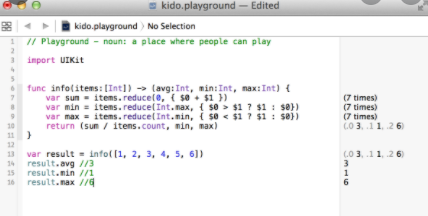 kido.playground — Edited
kido.playground › No Selection
1 // Playground - noun: a place where people can play
2
3 import UIKit
4
5
6 func info(items:[Int]) -> (avg:Int, min:Int, max:Int) {
7 var sum = items.reduce(0, { $0 + $1 })
8 var min = items.reduce(Int.max, { $0 > $1 ? $1 : $0}) (7 times)
9 var max = items.reduce(Int.min, { $0 < $1 ? $1 : $0}) (7 times)
10 return (sum / items.count, min, max) (7 times)
11 } (.0 3, .1 1, .2 6)
12
13 var result = info([1, 2, 3, 4, 5, 6]) (.0 3, .1 1, .2 6)
14 result.avg //3 3
15 result.min //1 1
16 result.max //6 6